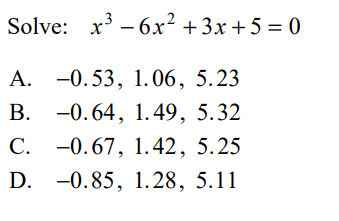 Solve: x³ – 6x² + 3x + 5 = 0
A. –0.53, 1.06, 5.23
B. –0.64, 1.49, 5.32
C. –0.67, 1.42, 5.25
D. –0.85, 1.28, 5.11